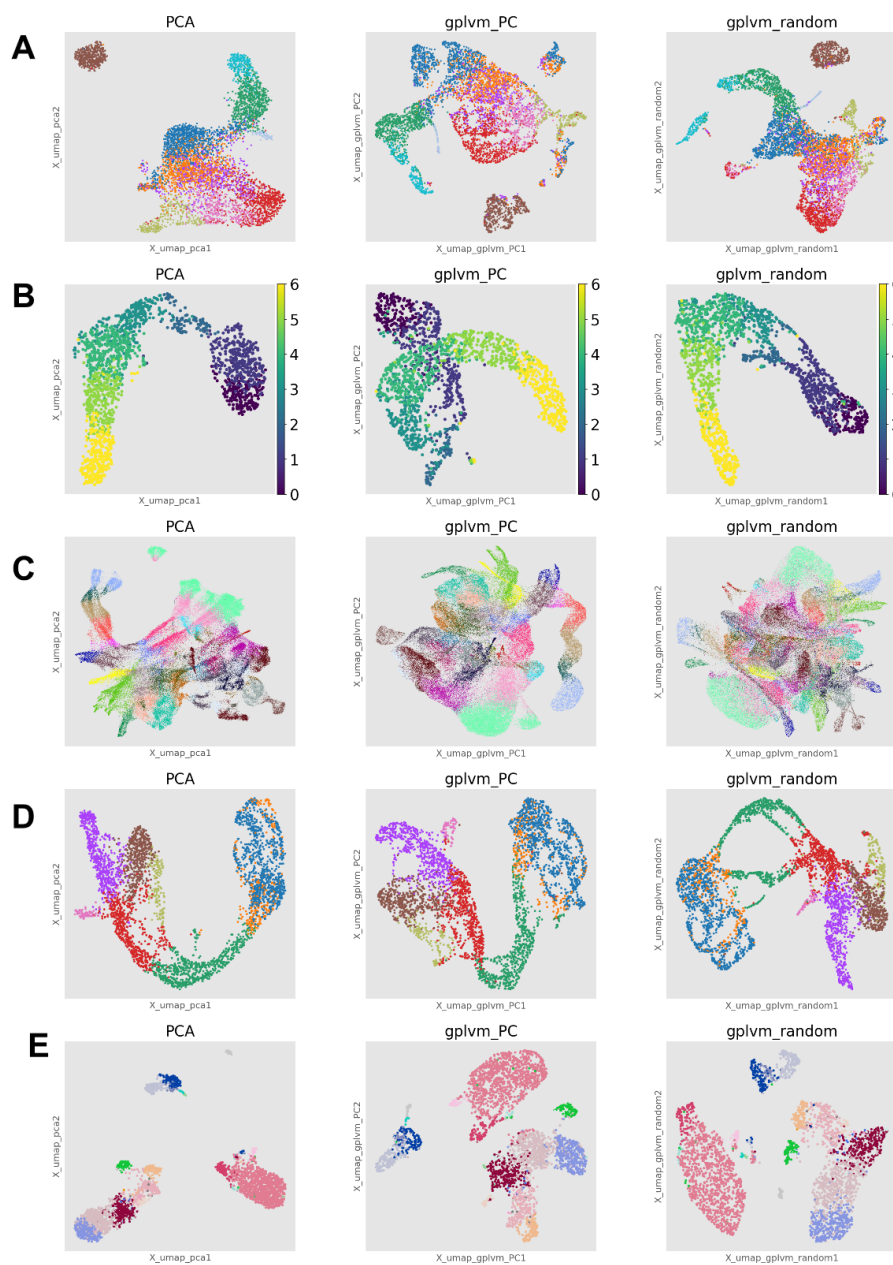 PCA gplvm_PC gplvm_random
A
X_umap_pca2 X_umap_gplvm_PC2 X_umap_gplvm_random2
X_umap_pca1 X_umap_gplvm_PC1 X_umap_gplvm_random1
PCA gplvm_PC gplvm_random
B
6 6
5 5
4 4
3 3
2 2
1 1
0 0
X_umap_pca2 X_umap_gplvm_PC2 X_umap_gplvm_random2
X_umap_pca1 X_umap_gplvm_PC1 X_umap_gplvm_random1
PCA gplvm_PC gplvm_random
C
X_umap_pca2 X_umap_gplvm_PC2 X_umap_gplvm_random2
X_umap_pca1 X_umap_gplvm_PC1 X_umap_gplvm_random1
PCA gplvm_PC gplvm_random
D
X_umap_pca2 X_umap_gplvm_PC2 X_umap_gplvm_random2
X_umap_pca1 X_umap_gplvm_PC1 X_umap_gplvm_random1
PCA gplvm_PC gplvm_random
E
X_umap_pca2 X_umap_gplvm_PC2 X_umap_gplvm_random2
X_umap_pca1 X_umap_gplvm_PC1 X_umap_gplvm_random1